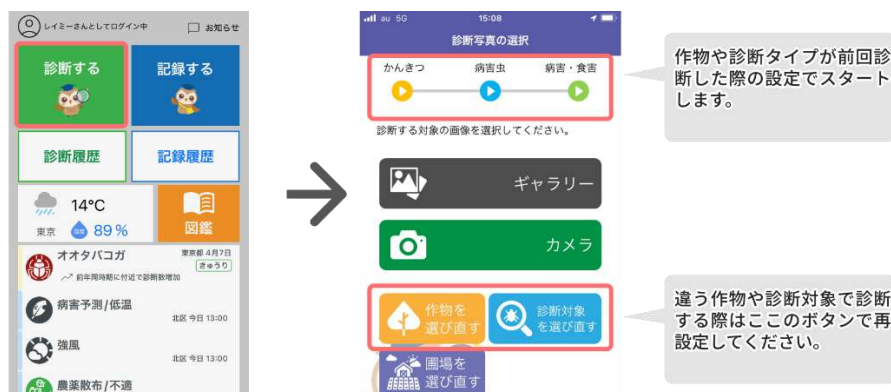 レイミーさんとしてログイン中
お知らせ
診断する
記録する
診断履歴
記録履歴
14°C
東京
89%
図鑑
オオタバコガ
東京都 4月7日
きゅうり
前年同時期に付近で診断数増加
病害予測/低温
北区 今日 13:00
強風
北区 今日 13:00
農薬散布/不適
au 5G
15:08
診断写真の選択
かんきつ
病害虫
病害・食害
診断する対象の画像を選択してください。
ギャラリー
カメラ
作物を
選び直す
診断対象
を選び直す
圃場を
選び直す
作物や診断タイプが前回診
断した際の設定でスタート
します。
違う作物や診断対象で診断
する際はここのボタンで再
設定してください。